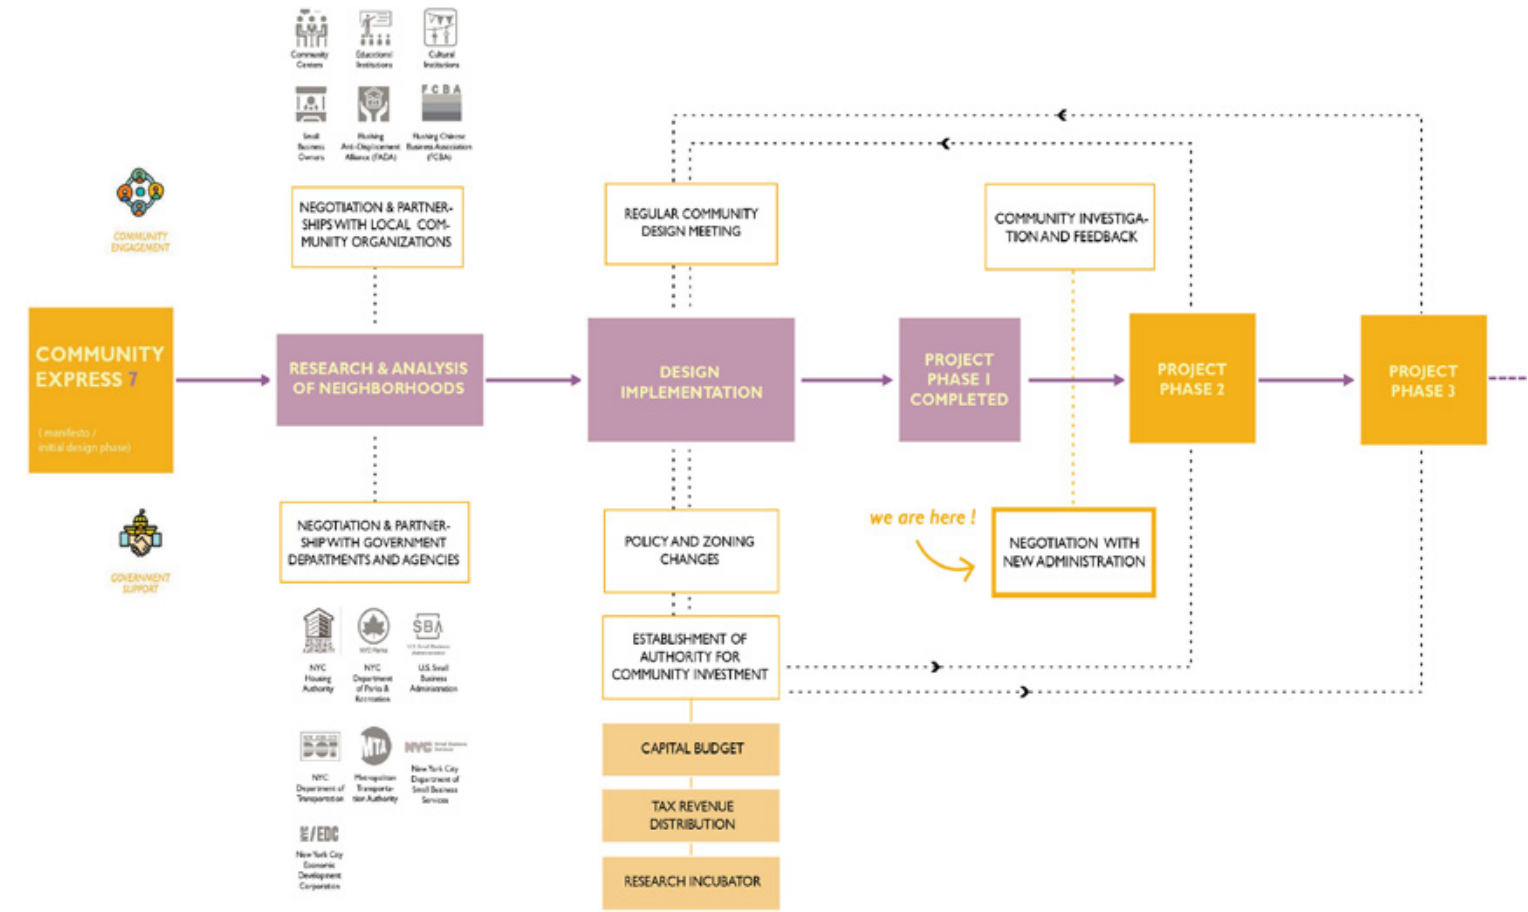 Community
Centers
Educational
Institutions
Cultural
Institutions
Small
Business
Owners
Flushing
Anti-Displacement
Alliance (FADA)
FCBA
Flushing Chinese
Business Association
(FCBA)
COMMUNITY
ENGAGEMENT
NEGOTIATION & PARTNER-
SHIPS WITH LOCAL COM-
MUNITY ORGANIZATIONS
REGULAR COMMUNITY
DESIGN MEETING
COMMUNITY INVESTIGA-
TION AND FEEDBACK
COMMUNITY
EXPRESS 7
( manifesto /
initial design phase)
RESEARCH & ANALYSIS
OF NEIGHBORHOODS
DESIGN
IMPLEMENTATION
PROJECT
PHASE I
COMPLETED
PROJECT
PHASE 2
PROJECT
PHASE 3
GOVERNMENT
SUPPORT
NEGOTIATION & PARTNER-
SHIP WITH GOVERNMENT
DEPARTMENTS AND AGENCIES
POLICY AND ZONING
CHANGES
we are here !
NEGOTIATION WITH
NEW ADMINISTRATION
ESTABLISHMENT OF
AUTHORITY FOR
COMMUNITY INVESTMENT
CAPITAL BUDGET
TAX REVENUE
DISTRIBUTION
RESEARCH INCUBATOR
NYC
Housing
Authority
NYC Parks
NYC
Department
of Parks &
Recreation
SBA
U.S. Small
Business
Administration
DOT
NYC
Department of
Transportation
MTA
Metropolitan
Transporta-
tion Authority
NYC Small Business
Services
New York City
Department of
Small Business
Services
NYC/EDC
New York City
Economic
Development
Corporation